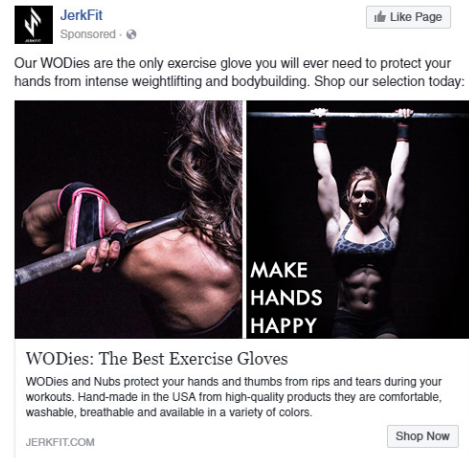 JerkFit
Like Page
Sponsored ·
JERKFIT
Our WODies are the only exercise glove you will ever need to protect your
hands from intense weightlifting and bodybuilding. Shop our selection today:
MAKE
HANDS
HAPPY
WODies: The Best Exercise Gloves
WODies and Nubs protect your hands and thumbs from rips and tears during your
workouts. Hand-made in the USA from high-quality products they are comfortable,
washable, breathable and available in a variety of colors.
JERKFIT.COM
Shop Now